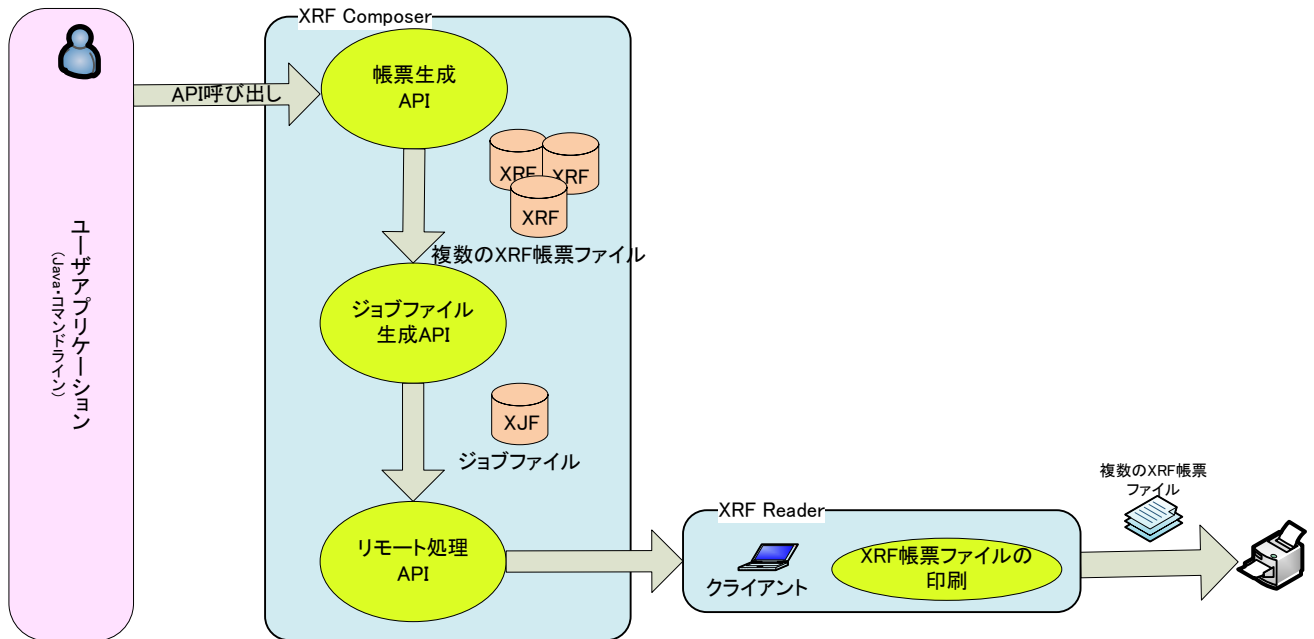 XRF Composer
帳票生成
API
API呼び出し
XRF
XRF
XRF
複数のXRF帳票ファイル
ユーザアプリケーション
(Java・コマンドライン)
ジョブファイル
生成API
XJF
ジョブファイル
リモート処理
API
XRF Reader
クライアント
XRF帳票ファイルの
印刷
複数のXRF帳票
ファイル